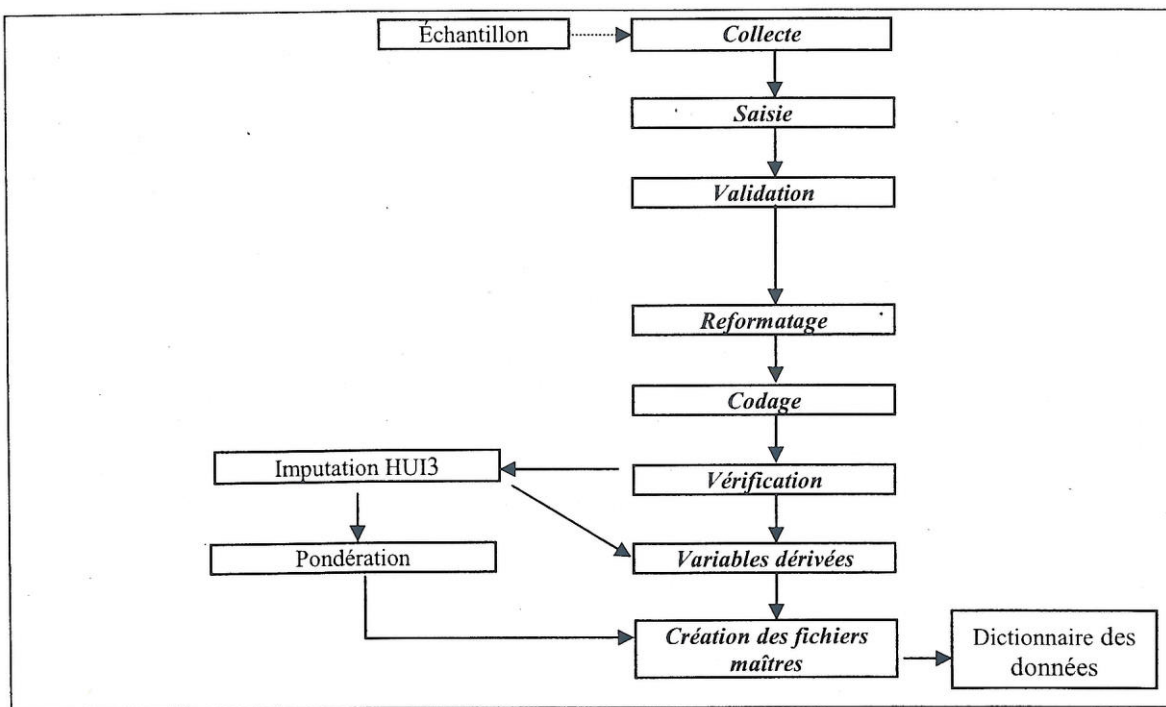 Échantillon
Collecte
Saisie
Validation
Reformatage
Codage
Imputation HUI3
Vérification
Pondération
Variables dérivées
Création des fichiers
maîtres
Dictionnaire des
données